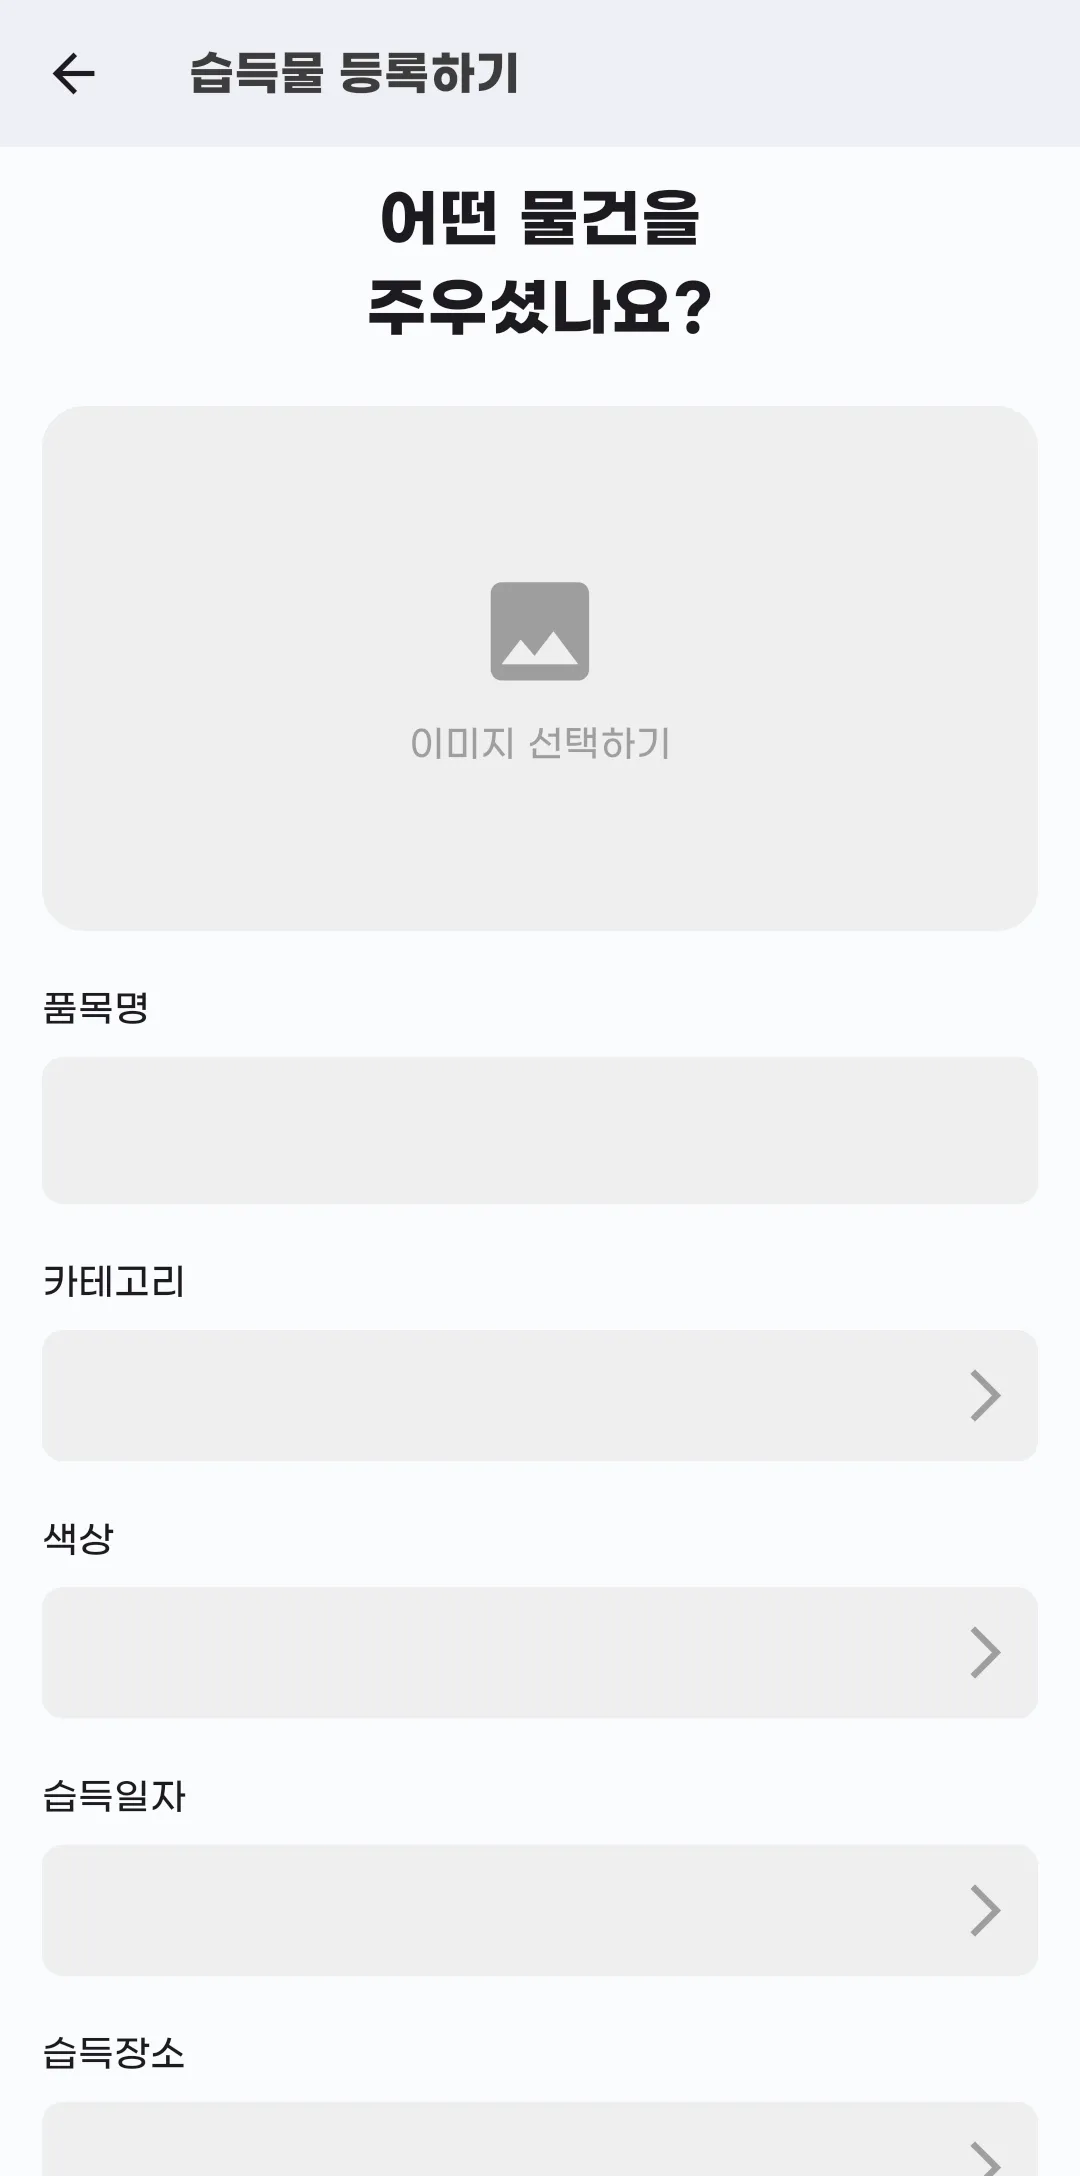 습득물 등록하기
어떤 물건을
주우셨나요?
이미지 선택하기
품목명
카테고리
색상
습득일자
습득장소